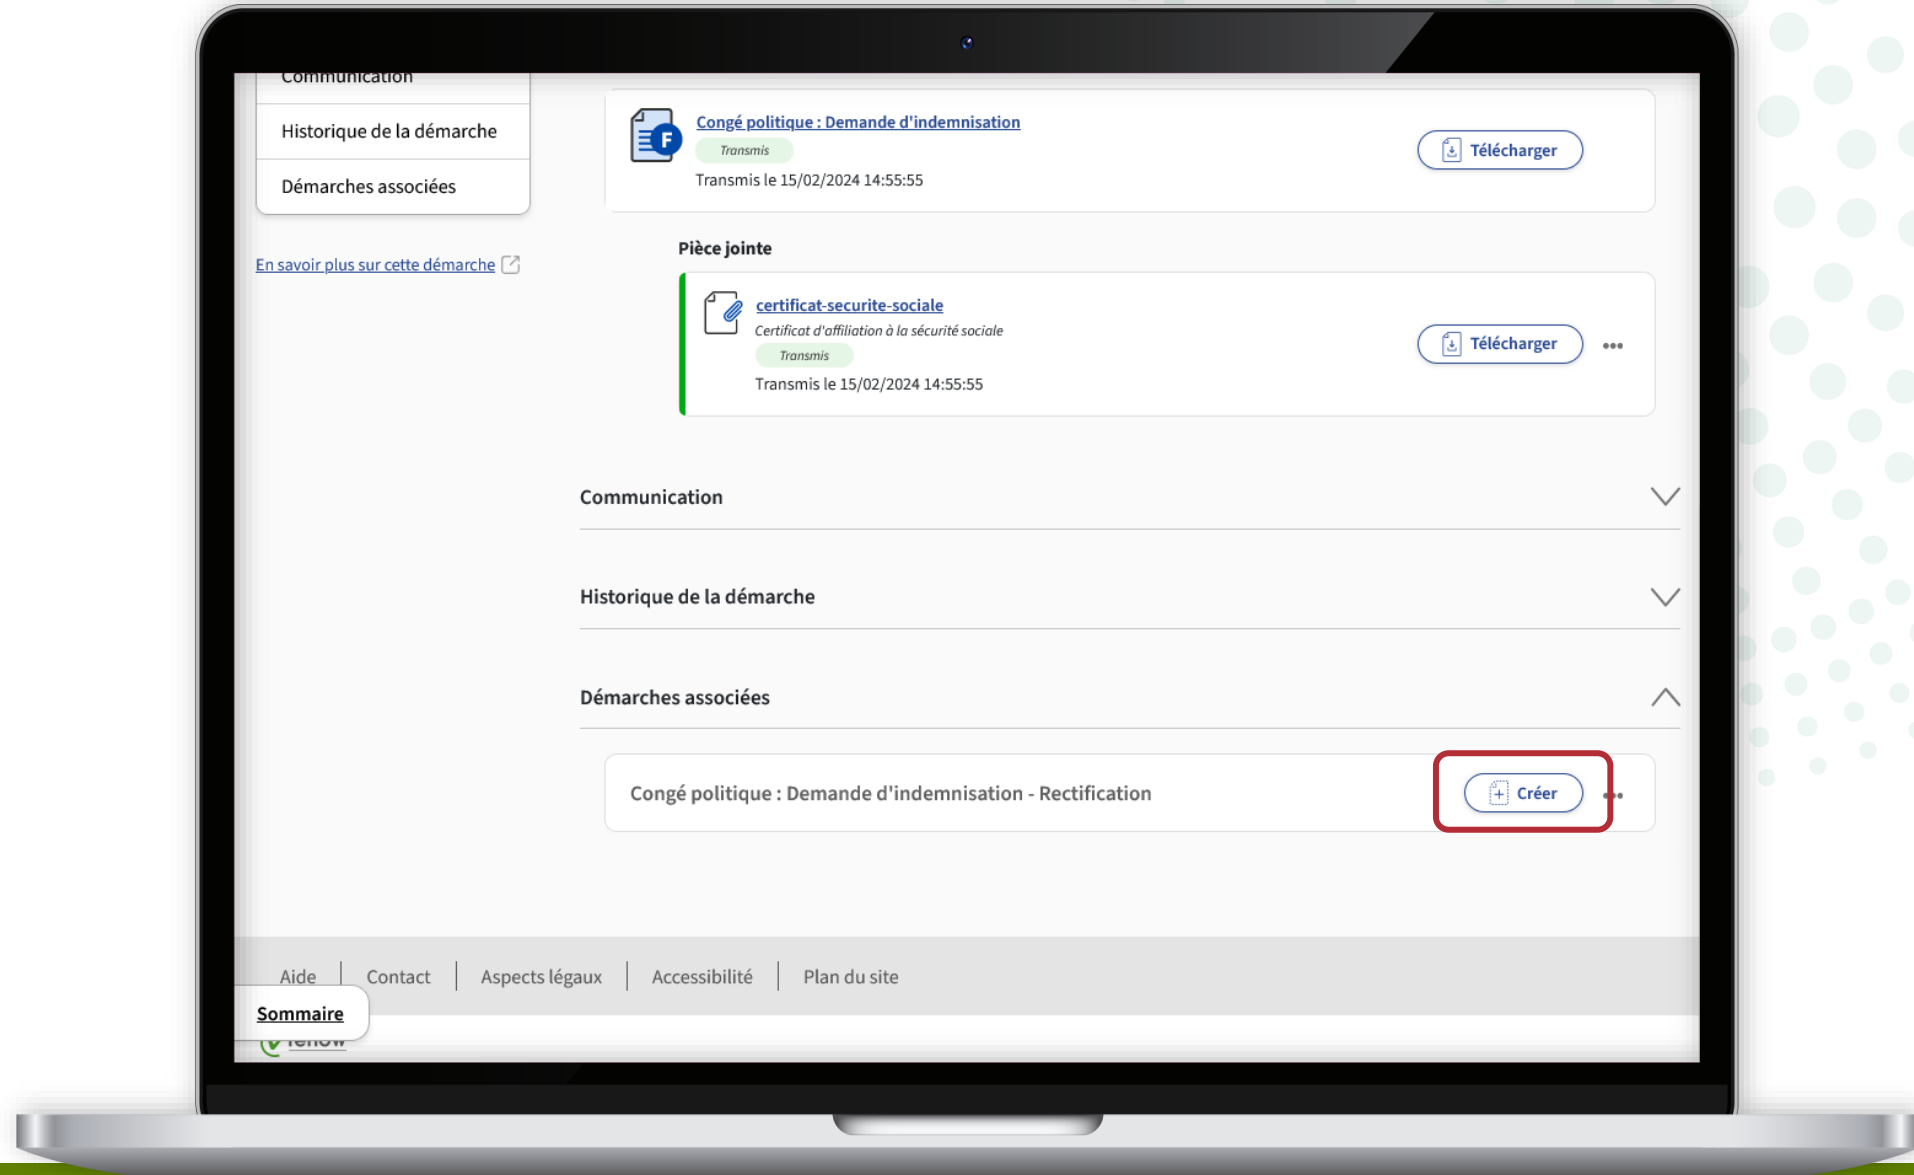 Communication
Historique de la démarche
Démarches associées
En savoir plus sur cette démarche
F
Congé politique : Demande d'indemnisation
Transmis
Transmis le 15/02/2024 14:55:55
Télécharger
Pièce jointe
certificat-securite-sociale
Certificat d'affiliation à la sécurité sociale
Transmis
Transmis le 15/02/2024 14:55:55
Télécharger
Communication
Historique de la démarche
Démarches associées
Congé politique : Demande d'indemnisation - Rectification
Créer
Aide
Contact
Aspects légaux
Accessibilité
Plan du site
Sommaire